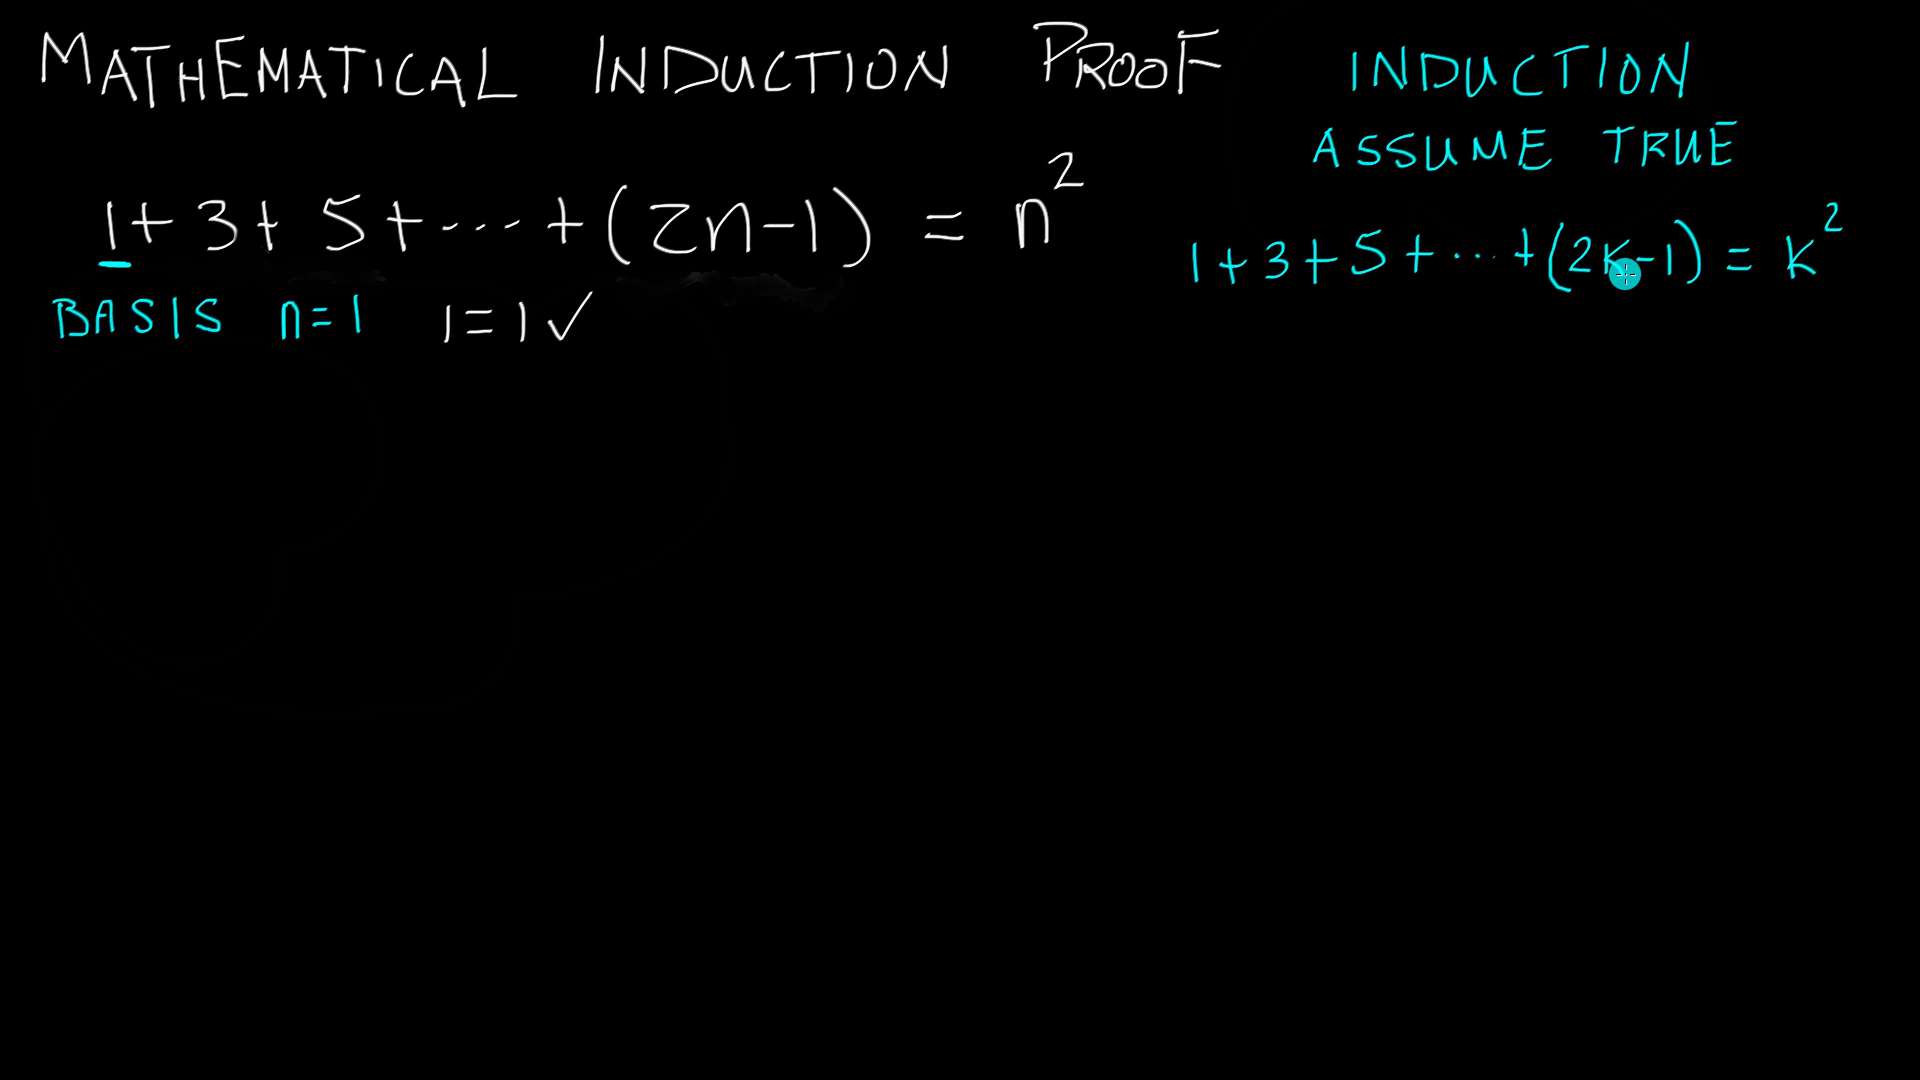 MATHEMATICAL INDUCTION PROOF
1+3+5+···+(2n-1) = n²
BASIS n=1 1=1✓
INDUCTION
ASSUME TRUE
1+3+5+···+(2k-1) = k²